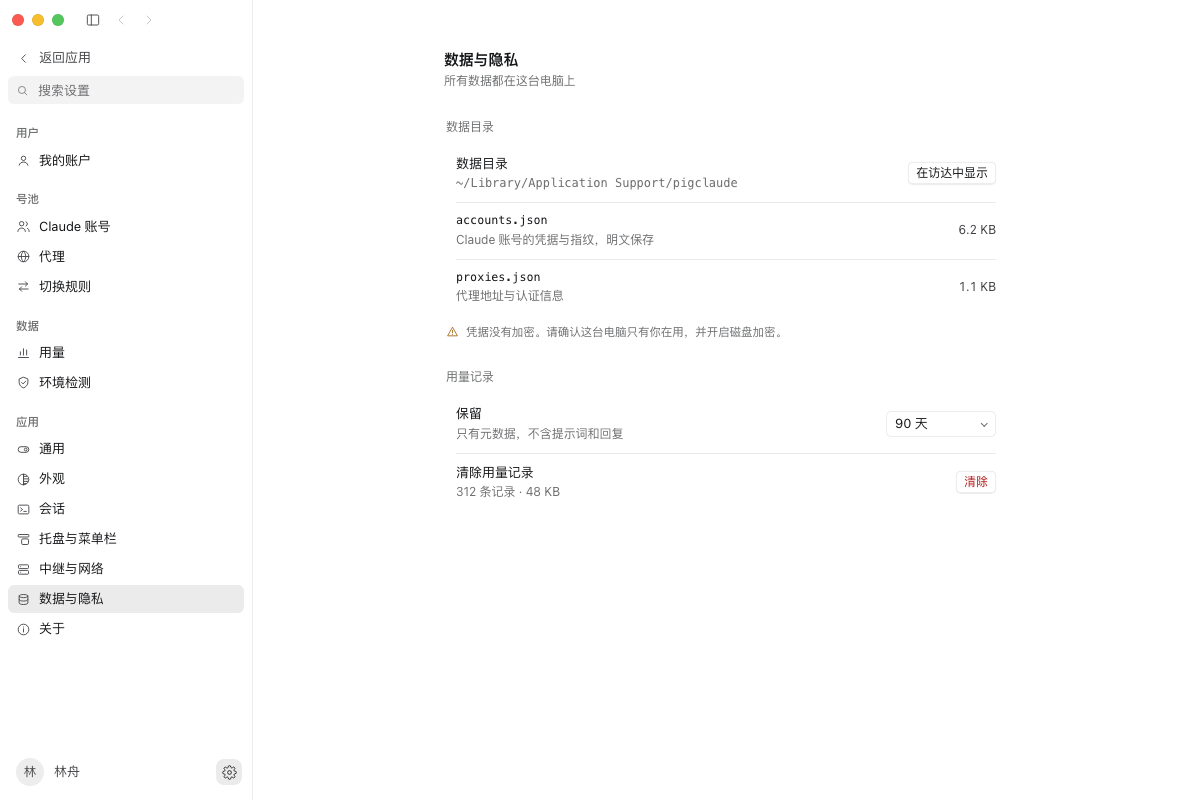 返回应用
搜索设置
用户
我的账户
号池
Claude 账号
代理
切换规则
数据
用量
环境检测
应用
通用
外观
会话
托盘与菜单栏
中继与网络
数据与隐私
关于
林 林舟
数据与隐私
所有数据都在这台电脑上
数据目录
数据目录
~/Library/Application Support/pigclaude
在访达中显示
accounts.json
Claude 账号的凭据与指纹，明文保存
6.2 KB
proxies.json
代理地址与认证信息
1.1 KB
凭据没有加密。请确认这台电脑只有你在用，并开启磁盘加密。
用量记录
保留
只有元数据，不含提示词和回复
90 天
清除用量记录
312 条记录 · 48 KB
清除